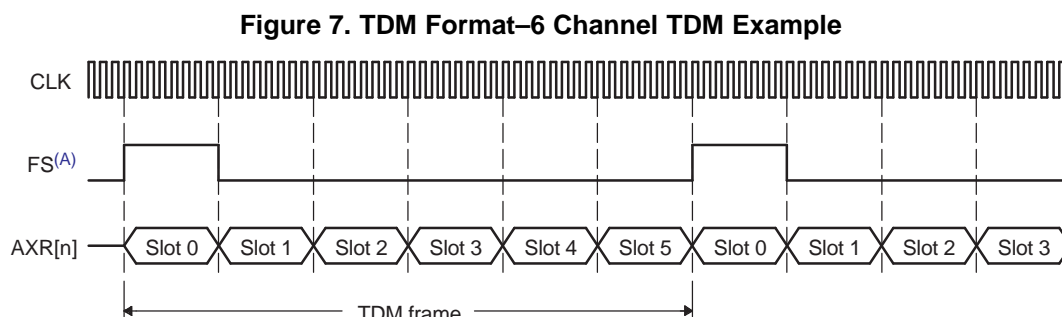 Figure 7. TDM Format–6 Channel TDM Example
CLK
FS(A)
AXR[n] Slot 0 Slot 1 Slot 2 Slot 3 Slot 4 Slot 5 Slot 0 Slot 1 Slot 2 Slot 3
TDM frame